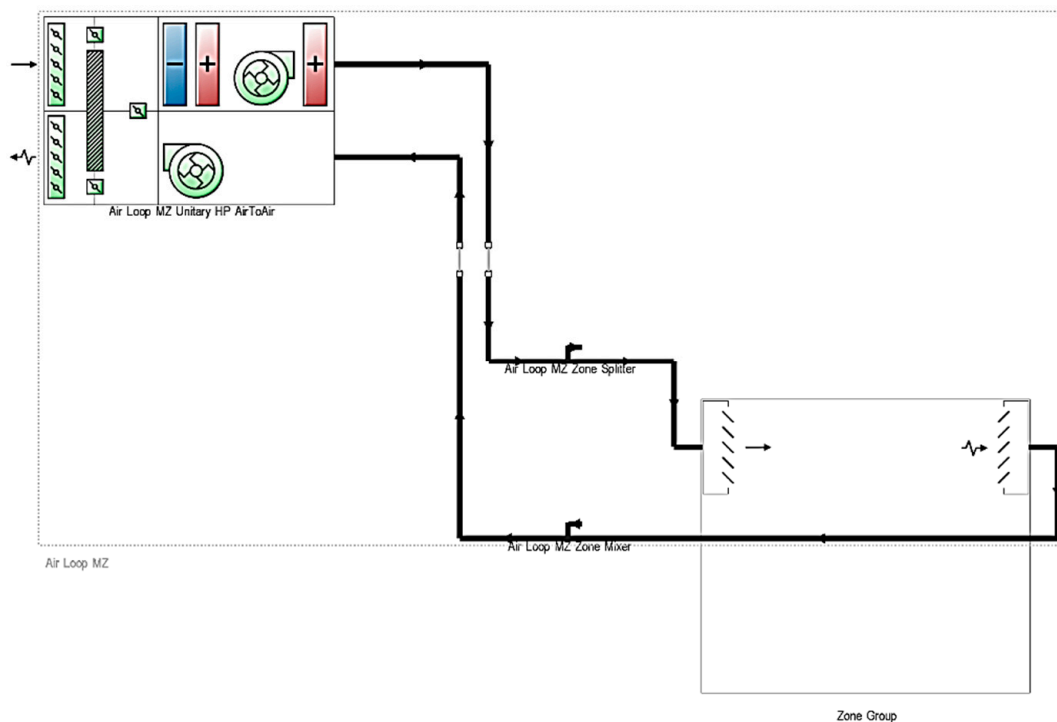 Air Loop MZ Unitary HP AirToAir
Air Loop MZ Zone Splitter
Air Loop MZ Zone Mixer
Air Loop MZ
Zone Group